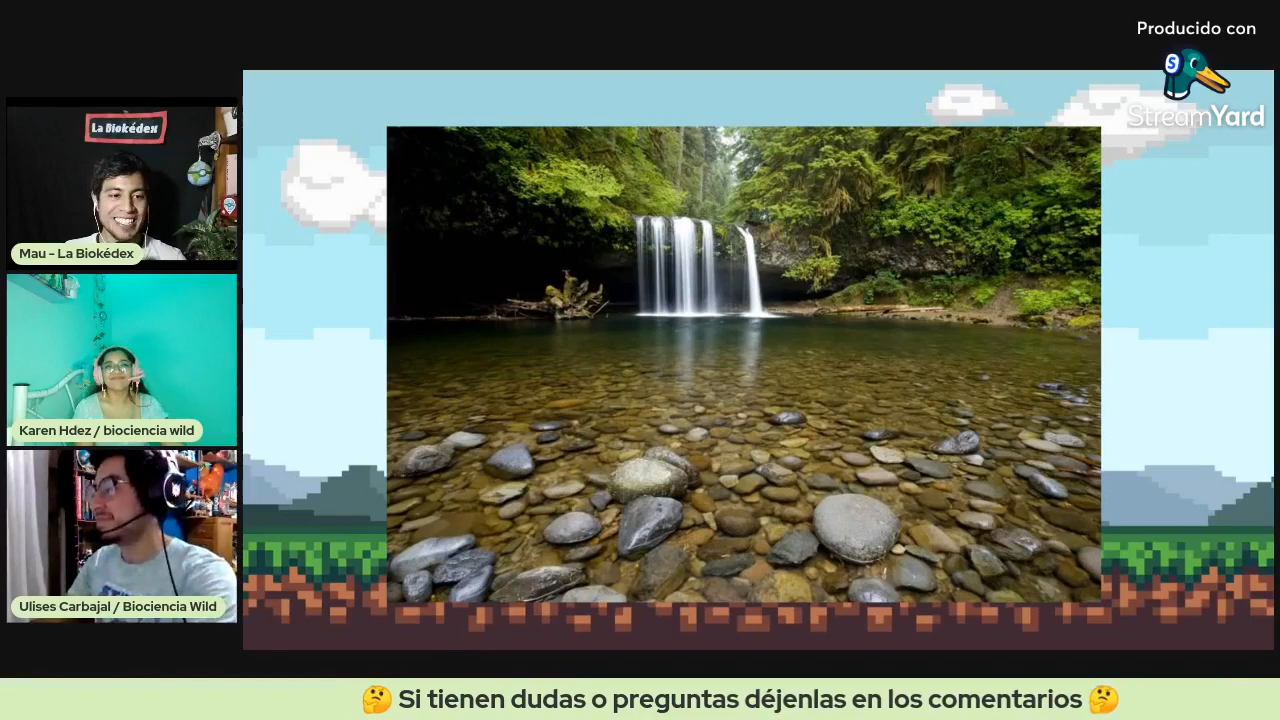 Producido con
S
StreamYard
La Biokédex
Mau - La Biokédex
Karen Hdez / biociencia wild
Ulises Carbajal / Biociencia Wild
🤔 Si tienen dudas o preguntas déjenlas en los comentarios 🤔